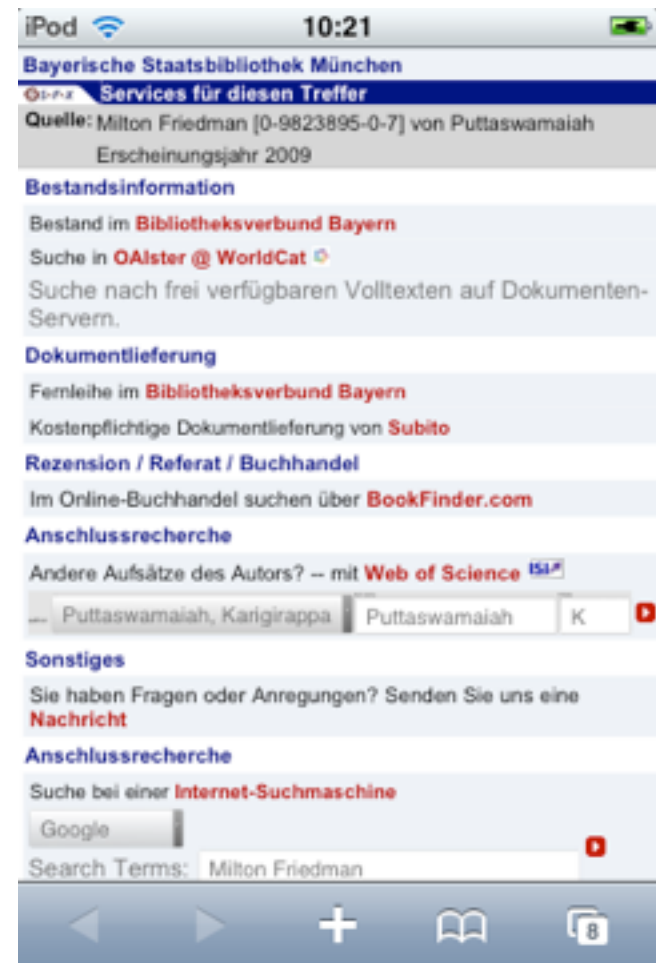 iPod 10:21
Bayerische Staatsbibliothek München
S·F·X Services für diesen Treffer
Quelle: Milton Friedman [0-9823895-0-7] von Puttaswamaiah
Erscheinungsjahr 2009
Bestandsinformation
Bestand im Bibliotheksverbund Bayern
Suche in OAIster @ WorldCat
Suche nach frei verfügbaren Volltexten auf Dokumenten-
Servern.
Dokumentlieferung
Fernleihe im Bibliotheksverbund Bayern
Kostenpflichtige Dokumentlieferung von Subito
Rezension / Referat / Buchhandel
Im Online-Buchhandel suchen über BookFinder.com
Anschlussrecherche
Andere Aufsätze des Autors? -- mit Web of Science ISI
Puttaswamaiah, Karigirappa Puttaswamaiah K
Sonstiges
Sie haben Fragen oder Anregungen? Senden Sie uns eine
Nachricht
Anschlussrecherche
Suche bei einer Internet-Suchmaschine
Google
Search Terms: Milton Friedman
8